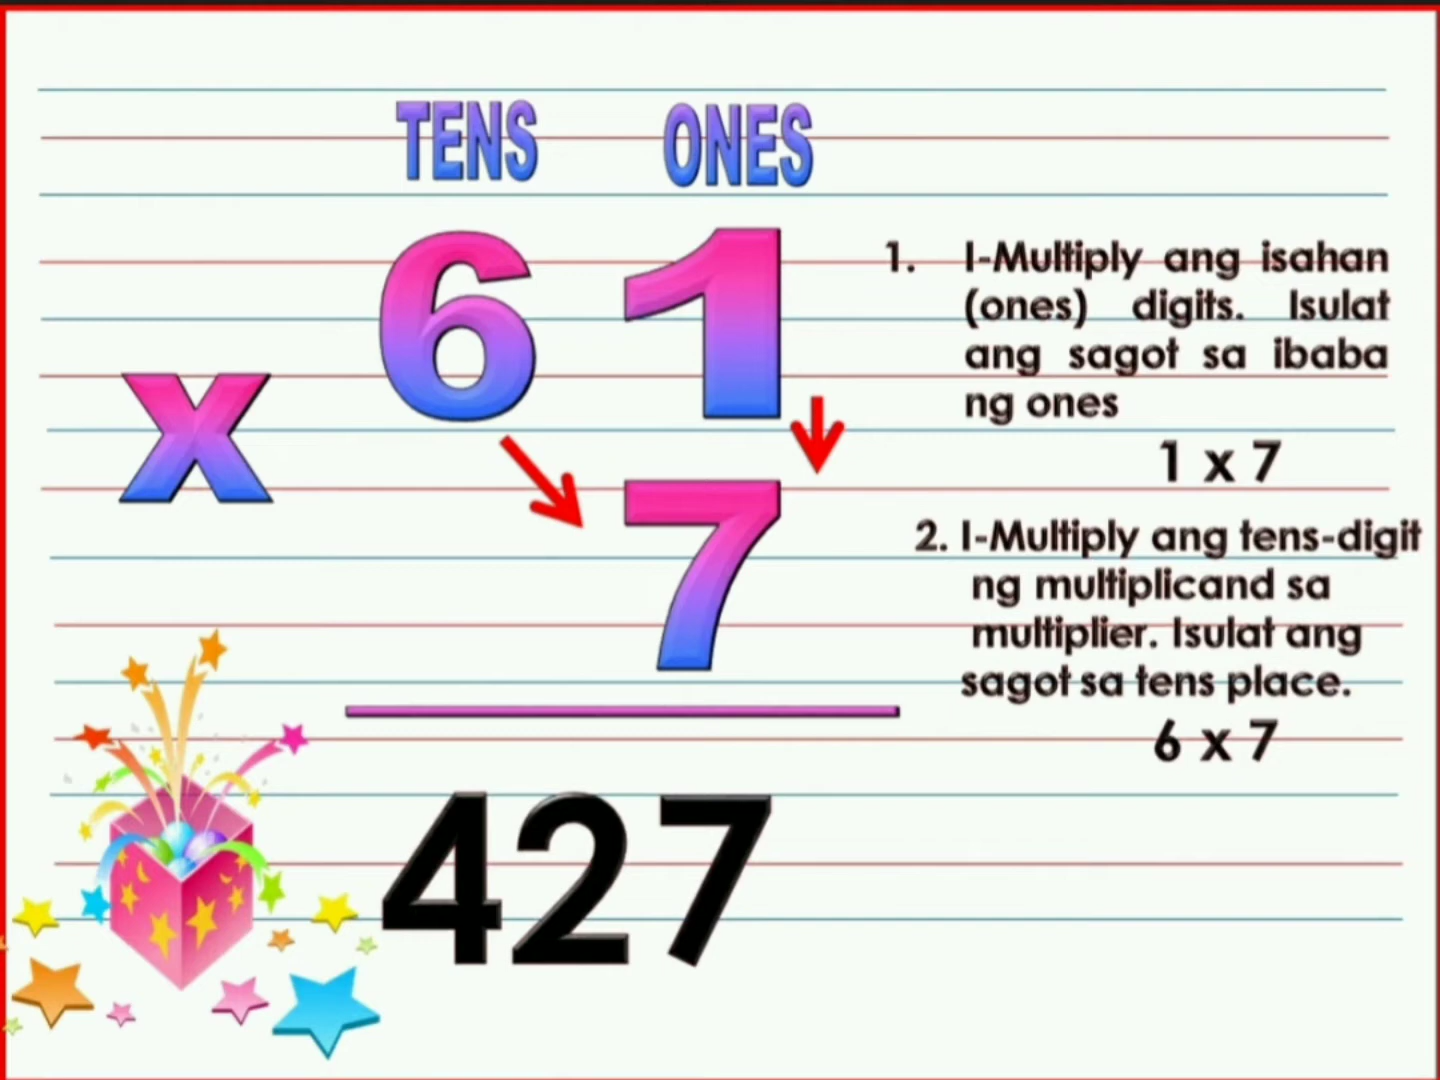 TENS ONES
6 1
x
7
427
1. I-Multiply ang isahan
(ones) digits. Isulat
ang sagot sa ibaba
ng ones
1 x 7
2. I-Multiply ang tens-digit
ng multiplicand sa
multiplier. Isulat ang
sagot sa tens place.
6 x 7